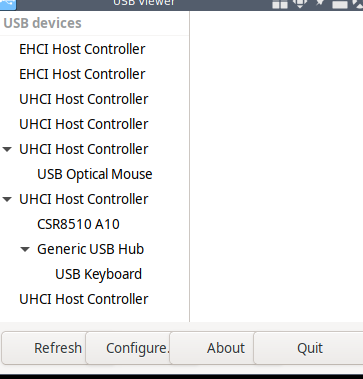 USB Viewer
USB devices
EHCI Host Controller
EHCI Host Controller
UHCI Host Controller
UHCI Host Controller
UHCI Host Controller
USB Optical Mouse
UHCI Host Controller
CSR8510 A10
Generic USB Hub
USB Keyboard
UHCI Host Controller
Refresh Configure. About Quit